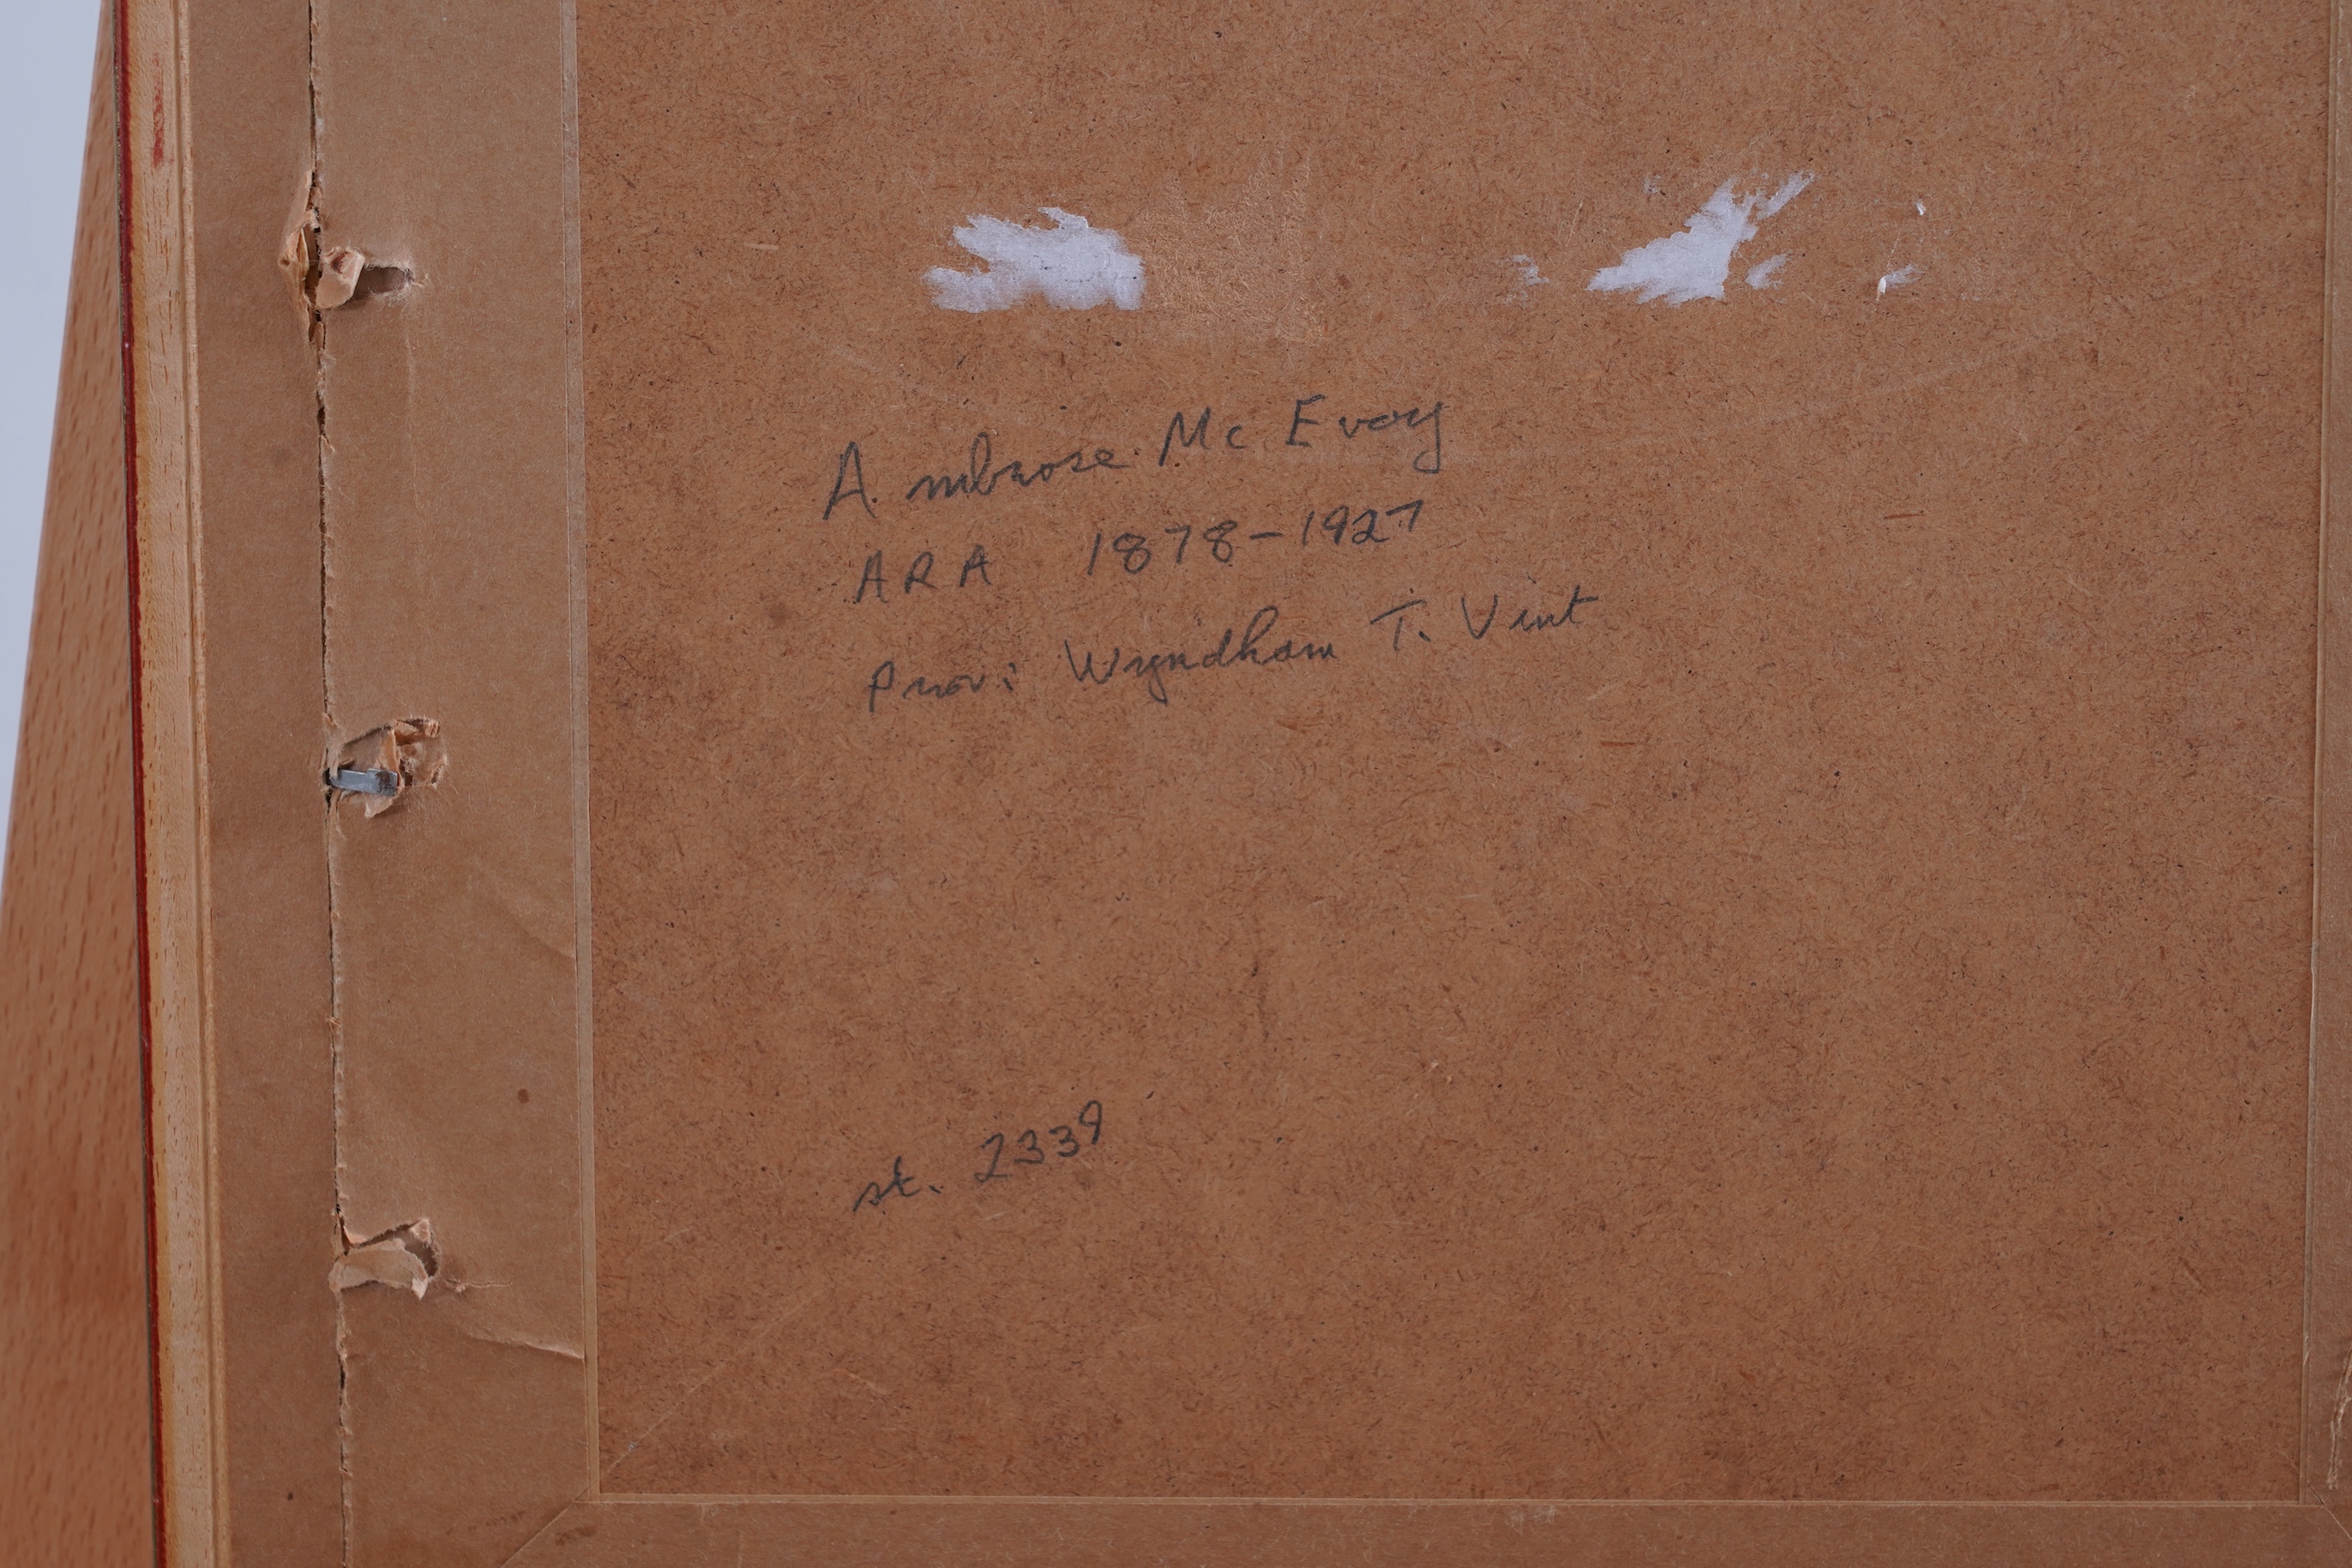 Ambrose Mc Evoy
ARA 1878-1927
Prov: Wyndham T. Vint
st. 2339